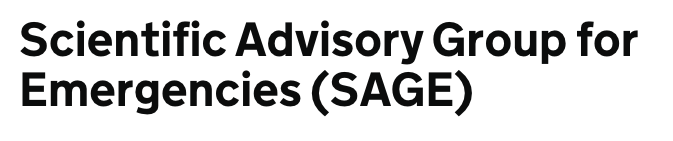 Scientific Advisory Group for
Emergencies (SAGE)